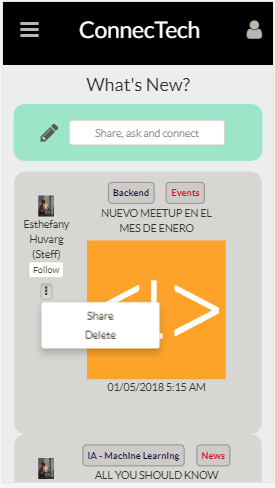 ConnecTech
What's New?
Share, ask and connect
Backend Events
NUEVO MEETUP EN EL
MES DE ENERO
Esthefany
Huvarg
(Steff)
Follow
Share
Delete
<!>
01/05/2018 5:15 AM
IA - Machine Learning News
ALL YOU SHOULD KNOW